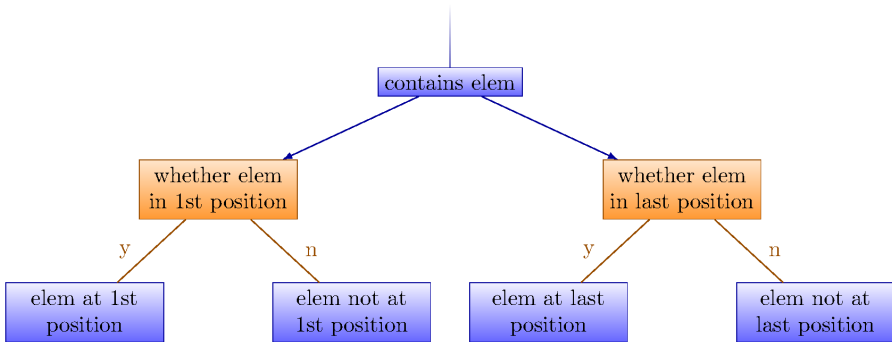 contains elem
whether elem
in 1st position
whether elem
in last position
y
n
y
n
elem at 1st
position
elem not at
1st position
elem at last
position
elem not at
last position